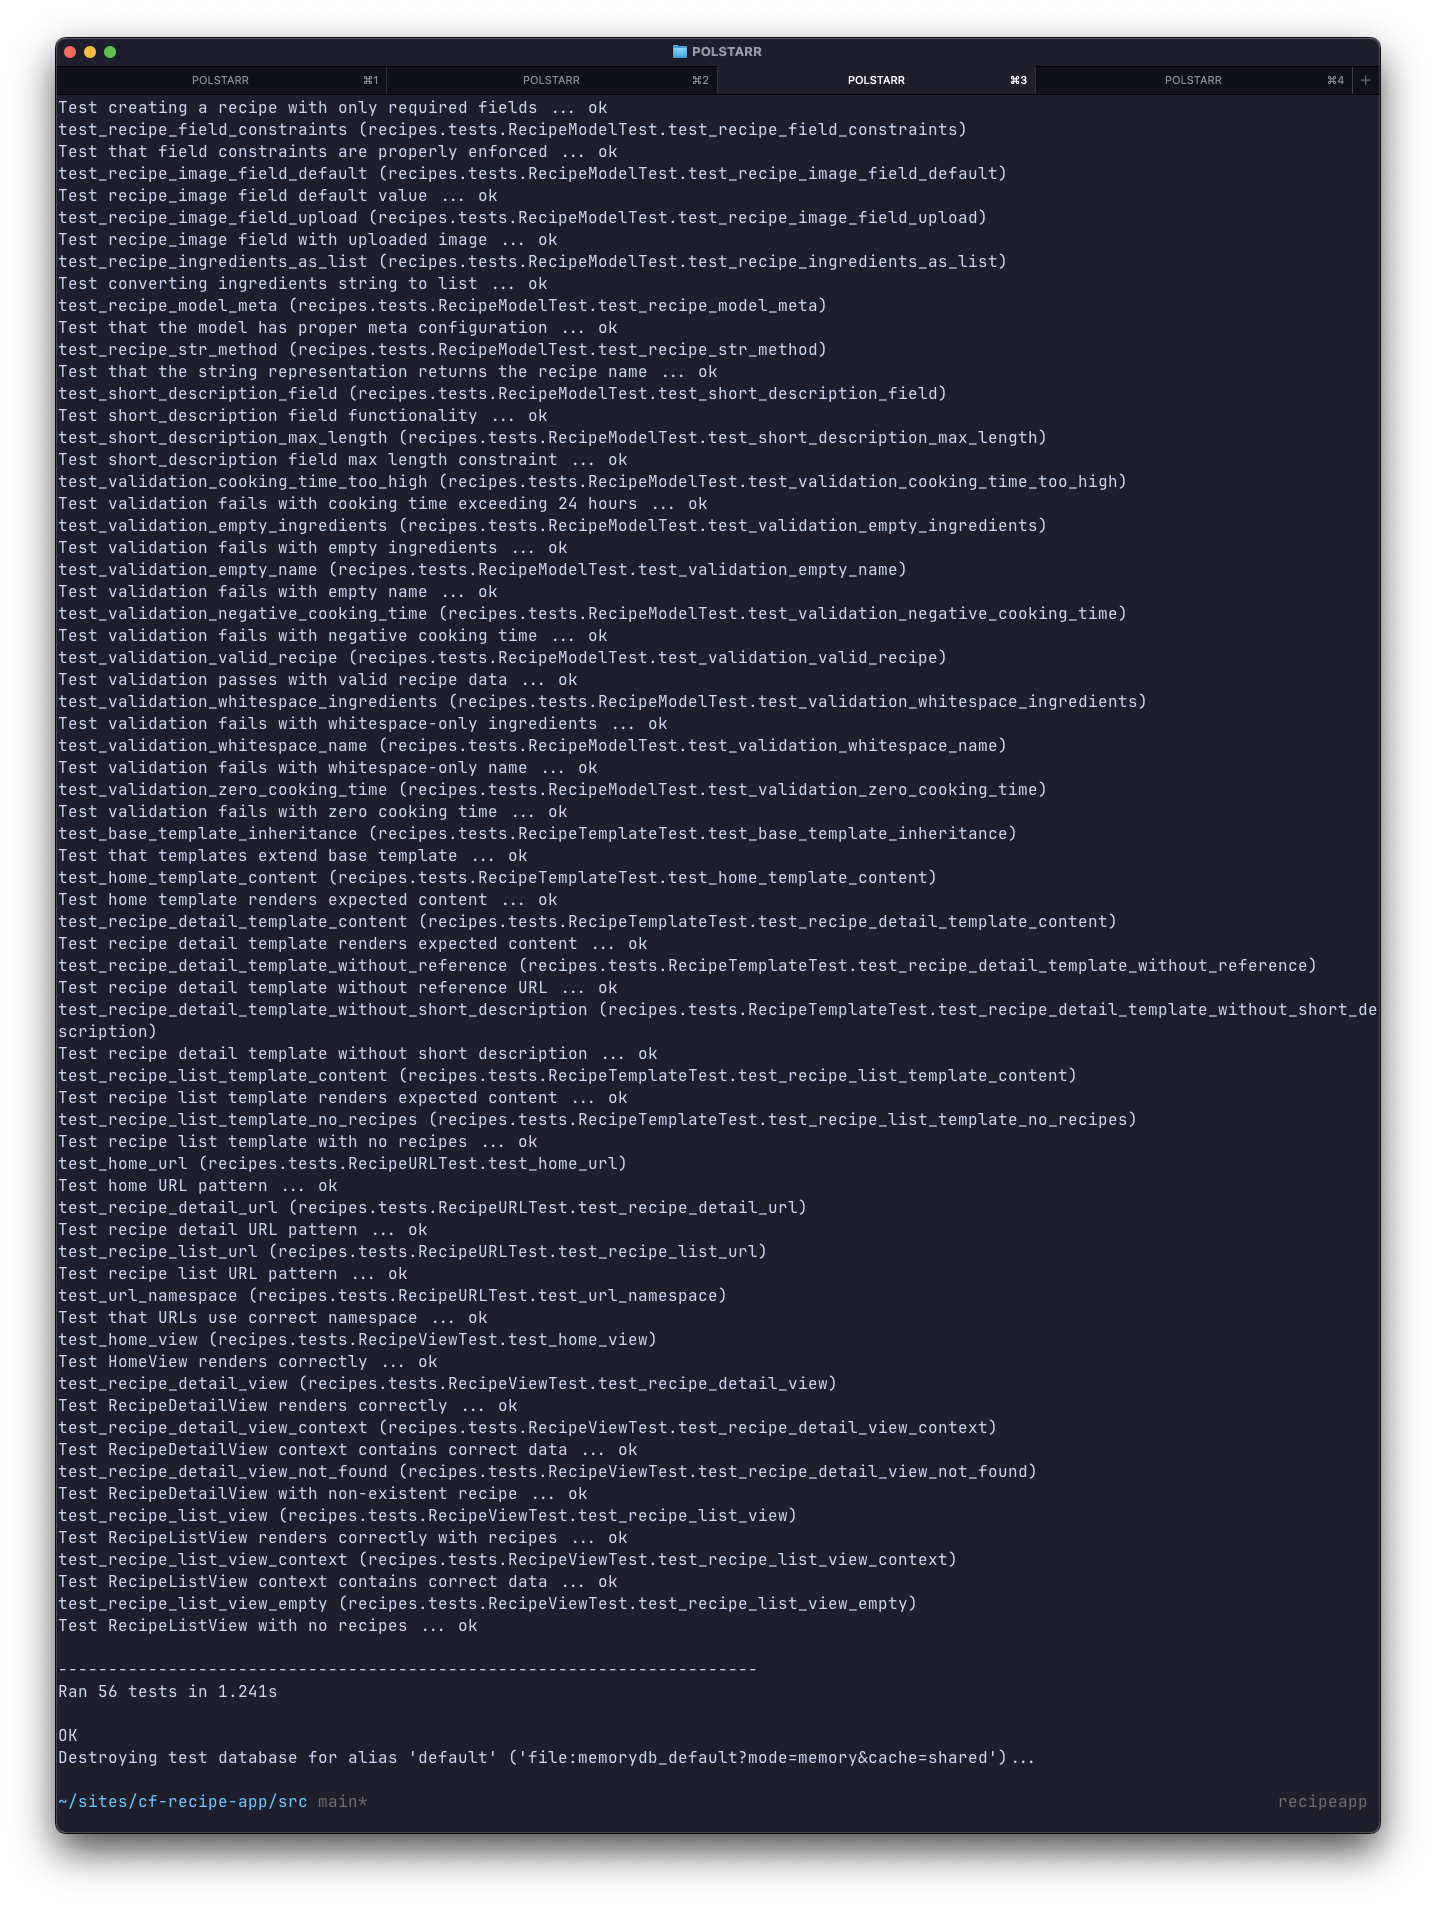 POLSTARR
POLSTARR ⌘1 POLSTARR ⌘2 POLSTARR ⌘3 POLSTARR ⌘4 +
Test creating a recipe with only required fields ... ok
test_recipe_field_constraints (recipes.tests.RecipeModelTest.test_recipe_field_constraints)
Test that field constraints are properly enforced ... ok
test_recipe_image_field_default (recipes.tests.RecipeModelTest.test_recipe_image_field_default)
Test recipe_image field default value ... ok
test_recipe_image_field_upload (recipes.tests.RecipeModelTest.test_recipe_image_field_upload)
Test recipe_image field with uploaded image ... ok
test_recipe_ingredients_as_list (recipes.tests.RecipeModelTest.test_recipe_ingredients_as_list)
Test converting ingredients string to list ... ok
test_recipe_model_meta (recipes.tests.RecipeModelTest.test_recipe_model_meta)
Test that the model has proper meta configuration ... ok
test_recipe_str_method (recipes.tests.RecipeModelTest.test_recipe_str_method)
Test that the string representation returns the recipe name ... ok
test_short_description_field (recipes.tests.RecipeModelTest.test_short_description_field)
Test short_description field functionality ... ok
test_short_description_max_length (recipes.tests.RecipeModelTest.test_short_description_max_length)
Test short_description field max length constraint ... ok
test_validation_cooking_time_too_high (recipes.tests.RecipeModelTest.test_validation_cooking_time_too_high)
Test validation fails with cooking time exceeding 24 hours ... ok
test_validation_empty_ingredients (recipes.tests.RecipeModelTest.test_validation_empty_ingredients)
Test validation fails with empty ingredients ... ok
test_validation_empty_name (recipes.tests.RecipeModelTest.test_validation_empty_name)
Test validation fails with empty name ... ok
test_validation_negative_cooking_time (recipes.tests.RecipeModelTest.test_validation_negative_cooking_time)
Test validation fails with negative cooking time ... ok
test_validation_valid_recipe (recipes.tests.RecipeModelTest.test_validation_valid_recipe)
Test validation passes with valid recipe data ... ok
test_validation_whitespace_ingredients (recipes.tests.RecipeModelTest.test_validation_whitespace_ingredients)
Test validation fails with whitespace-only ingredients ... ok
test_validation_whitespace_name (recipes.tests.RecipeModelTest.test_validation_whitespace_name)
Test validation fails with whitespace-only name ... ok
test_validation_zero_cooking_time (recipes.tests.RecipeModelTest.test_validation_zero_cooking_time)
Test validation fails with zero cooking time ... ok
test_base_template_inheritance (recipes.tests.RecipeTemplateTest.test_base_template_inheritance)
Test that templates extend base template ... ok
test_home_template_content (recipes.tests.RecipeTemplateTest.test_home_template_content)
Test home template renders expected content ... ok
test_recipe_detail_template_content (recipes.tests.RecipeTemplateTest.test_recipe_detail_template_content)
Test recipe detail template renders expected content ... ok
test_recipe_detail_template_without_reference (recipes.tests.RecipeTemplateTest.test_recipe_detail_template_without_reference)
Test recipe detail template without reference URL ... ok
test_recipe_detail_template_without_short_description (recipes.tests.RecipeTemplateTest.test_recipe_detail_template_without_short_de
scription)
Test recipe detail template without short description ... ok
test_recipe_list_template_content (recipes.tests.RecipeTemplateTest.test_recipe_list_template_content)
Test recipe list template renders expected content ... ok
test_recipe_list_template_no_recipes (recipes.tests.RecipeTemplateTest.test_recipe_list_template_no_recipes)
Test recipe list template with no recipes ... ok
test_home_url (recipes.tests.RecipeURLTest.test_home_url)
Test home URL pattern ... ok
test_recipe_detail_url (recipes.tests.RecipeURLTest.test_recipe_detail_url)
Test recipe detail URL pattern ... ok
test_recipe_list_url (recipes.tests.RecipeURLTest.test_recipe_list_url)
Test recipe list URL pattern ... ok
test_url_namespace (recipes.tests.RecipeURLTest.test_url_namespace)
Test that URLs use correct namespace ... ok
test_home_view (recipes.tests.RecipeViewTest.test_home_view)
Test HomeView renders correctly ... ok
test_recipe_detail_view (recipes.tests.RecipeViewTest.test_recipe_detail_view)
Test RecipeDetailView renders correctly ... ok
test_recipe_detail_view_context (recipes.tests.RecipeViewTest.test_recipe_detail_view_context)
Test RecipeDetailView context contains correct data ... ok
test_recipe_detail_view_not_found (recipes.tests.RecipeViewTest.test_recipe_detail_view_not_found)
Test RecipeDetailView with non-existent recipe ... ok
test_recipe_list_view (recipes.tests.RecipeViewTest.test_recipe_list_view)
Test RecipeListView renders correctly with recipes ... ok
test_recipe_list_view_context (recipes.tests.RecipeViewTest.test_recipe_list_view_context)
Test RecipeListView context contains correct data ... ok
test_recipe_list_view_empty (recipes.tests.RecipeViewTest.test_recipe_list_view_empty)
Test RecipeListView with no recipes ... ok
----------------------------------------------------------------------
Ran 56 tests in 1.241s
OK
Destroying test database for alias 'default' ('file:memorydb_default?mode=memory&cache=shared')...
~/sites/cf-recipe-app/src main* recipeapp